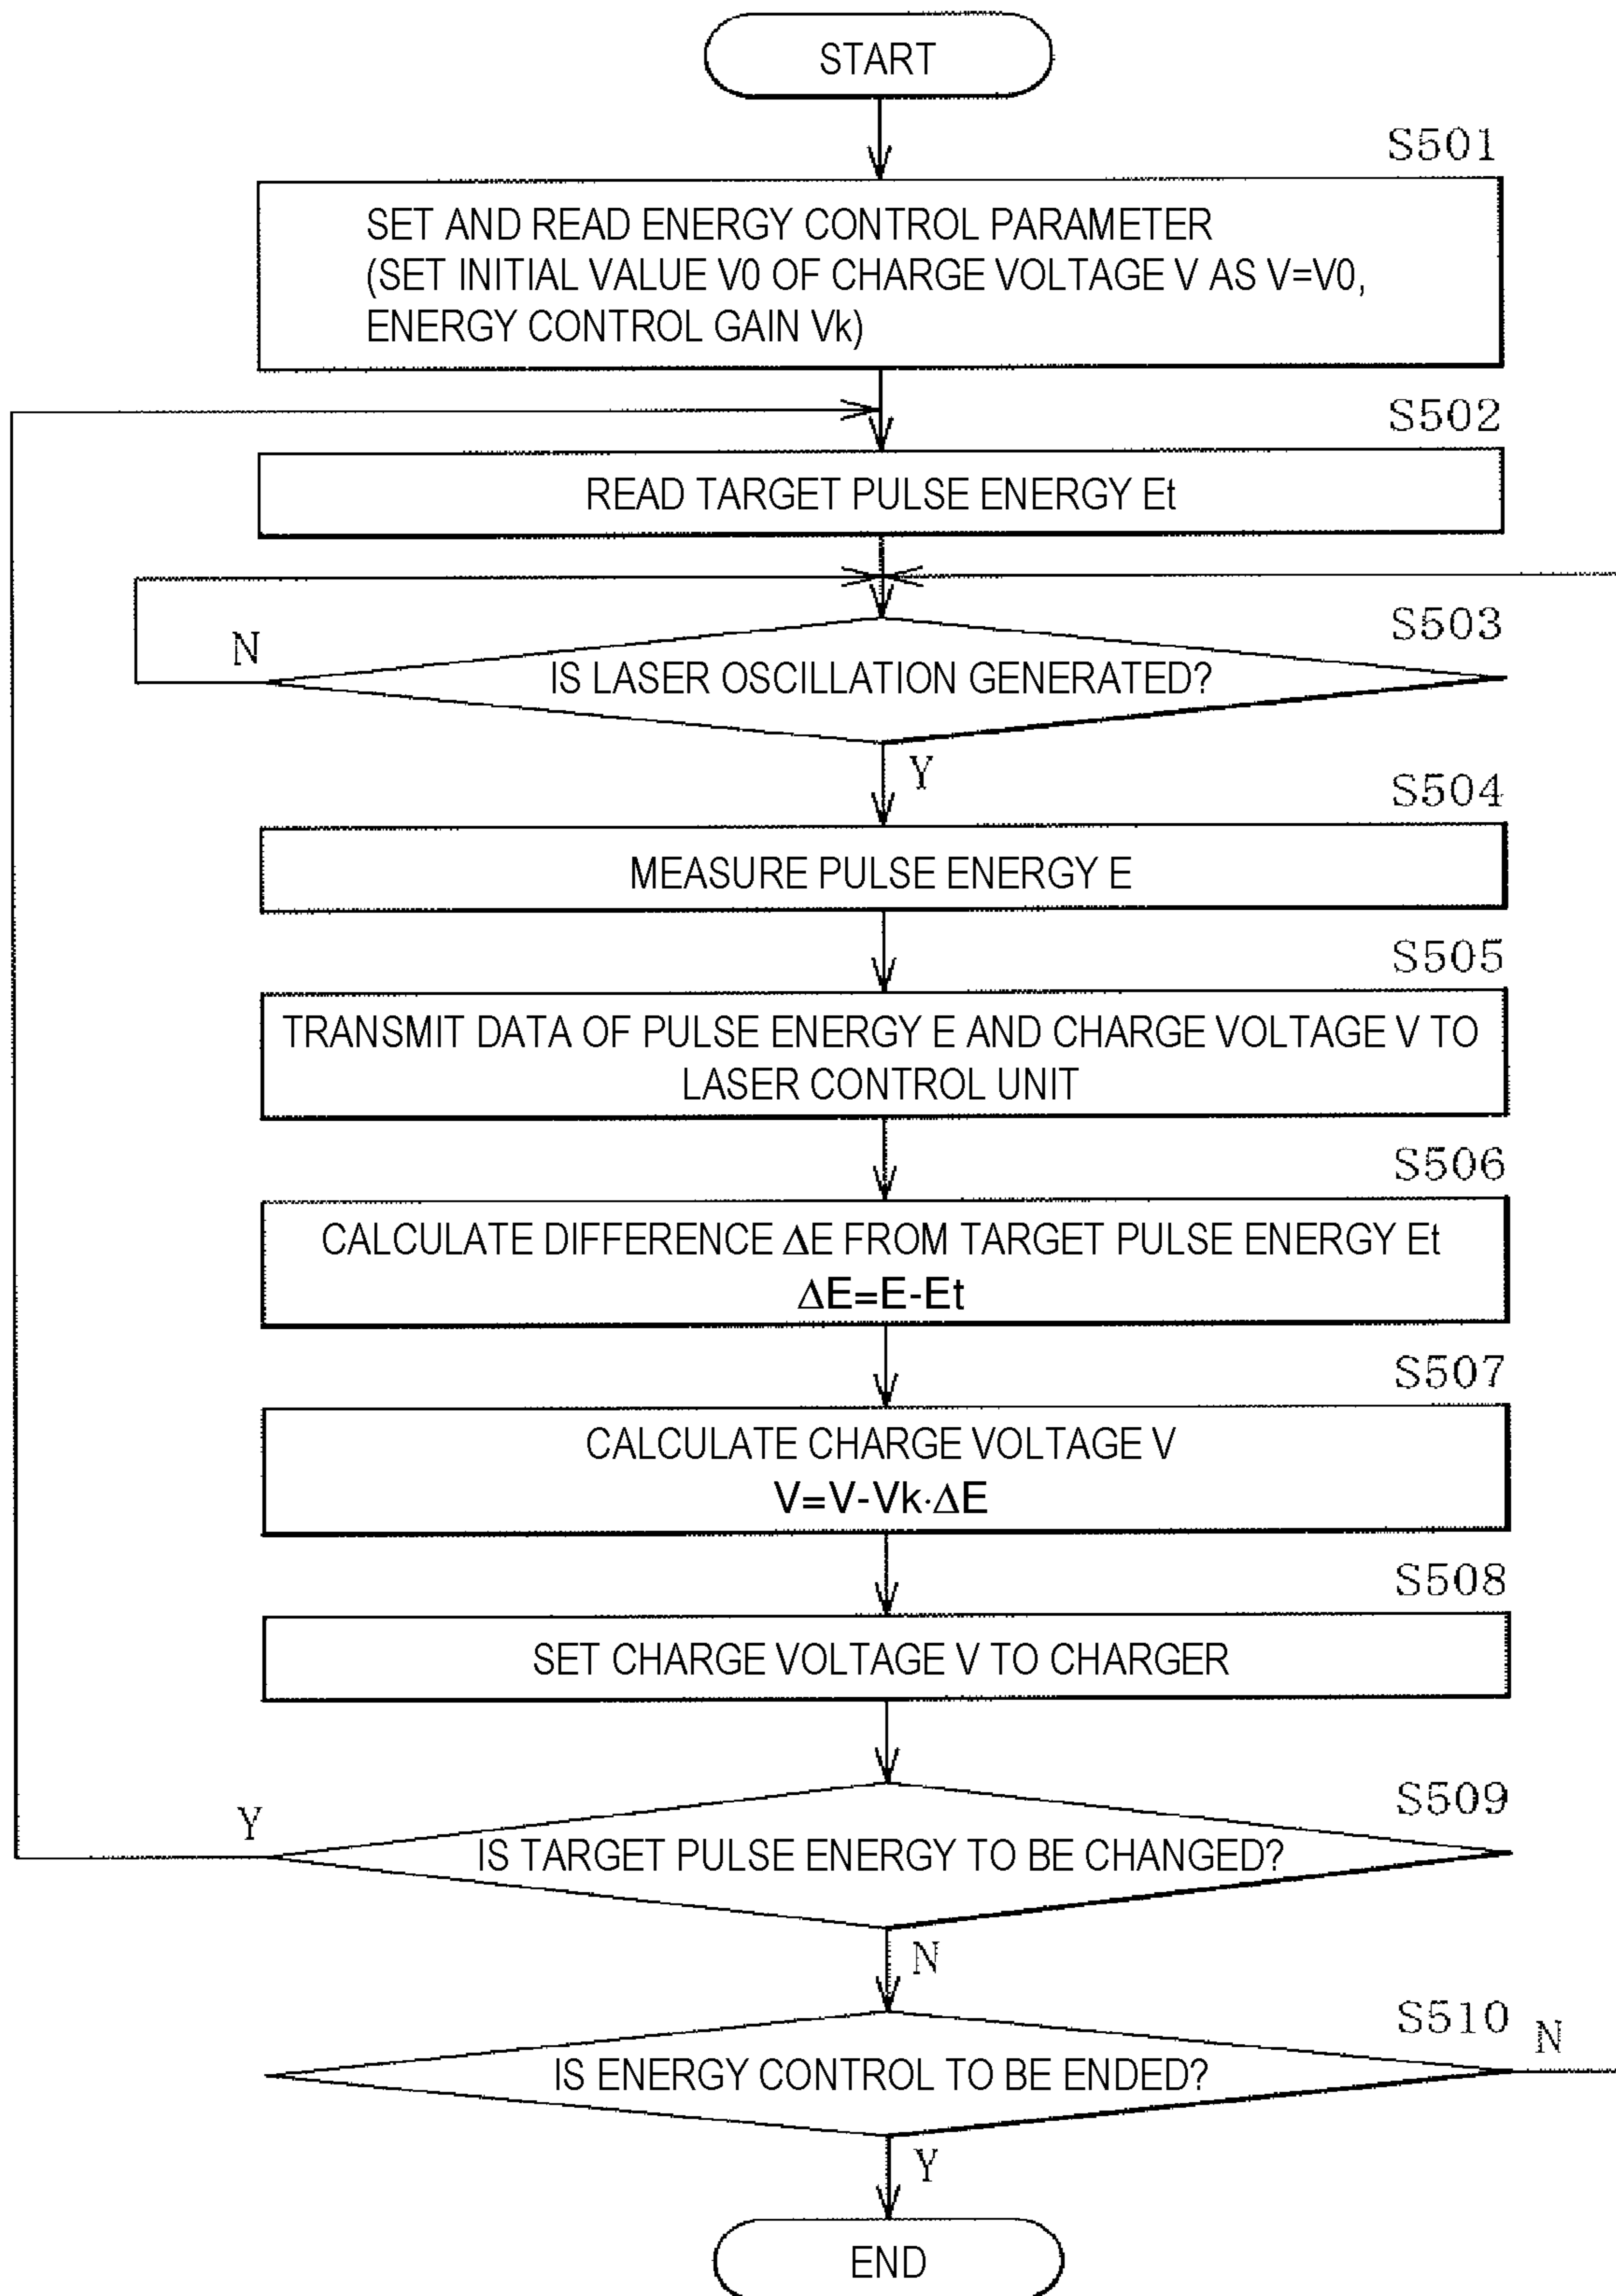 START
S501
SET AND READ ENERGY CONTROL PARAMETER
(SET INITIAL VALUE V0 OF CHARGE VOLTAGE V AS V=V0,
ENERGY CONTROL GAIN Vk)
S502
READ TARGET PULSE ENERGY Et
S503
N
IS LASER OSCILLATION GENERATED?
Y
S504
MEASURE PULSE ENERGY E
S505
TRANSMIT DATA OF PULSE ENERGY E AND CHARGE VOLTAGE V TO
LASER CONTROL UNIT
S506
CALCULATE DIFFERENCE ΔE FROM TARGET PULSE ENERGY Et
ΔE=E-Et
S507
CALCULATE CHARGE VOLTAGE V
V=V-Vk·ΔE
S508
SET CHARGE VOLTAGE V TO CHARGER
S509
Y
IS TARGET PULSE ENERGY TO BE CHANGED?
N
S510
N
IS ENERGY CONTROL TO BE ENDED?
Y
END